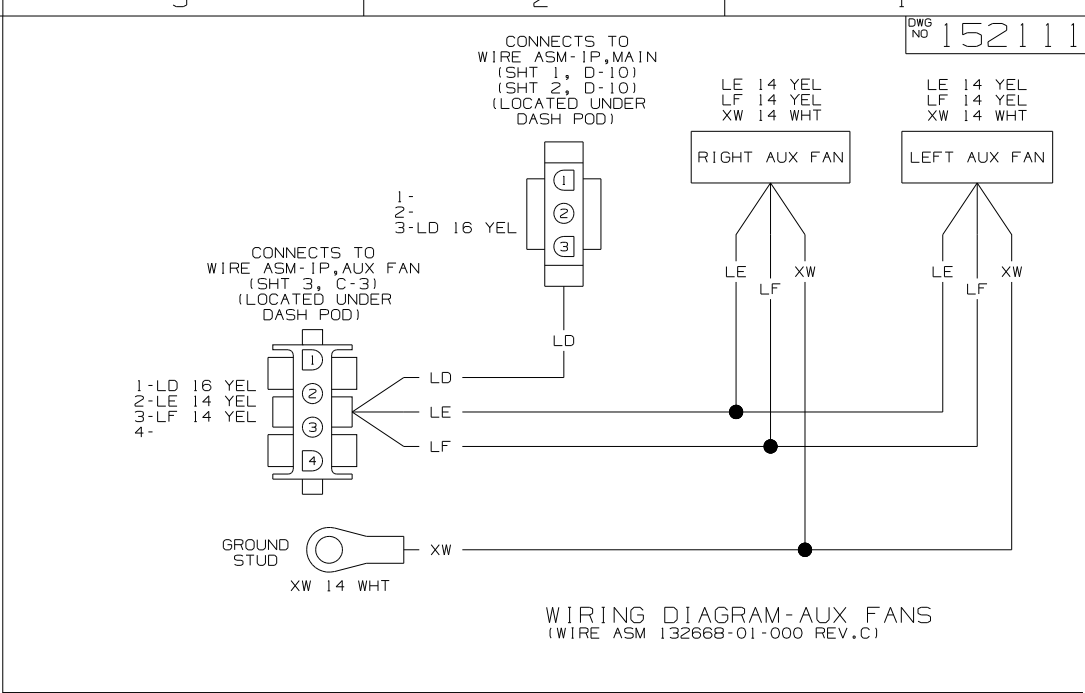 2
DWG
NO 152111
CONNECTS TO
WIRE ASM-IP,MAIN
(SHT 1, D-10)
(SHT 2, D-10)
(LOCATED UNDER
DASH POD)
LE 14 YEL
LF 14 YEL
XW 14 WHT
LE 14 YEL
LF 14 YEL
XW 14 WHT
RIGHT AUX FAN
LEFT AUX FAN
1
2
3
1-
2-
3-LD 16 YEL
CONNECTS TO
WIRE ASM-IP,AUX FAN
(SHT 3, C-3)
(LOCATED UNDER
DASH POD)
LE
XW
LF
LE
XW
LF
LD
1
2
3
4
1-LD 16 YEL
2-LE 14 YEL
3-LF 14 YEL
4-
LD
LE
LF
GROUND
STUD
XW
XW 14 WHT
WIRING DIAGRAM-AUX FANS
(WIRE ASM 132668-01-000 REV.C)